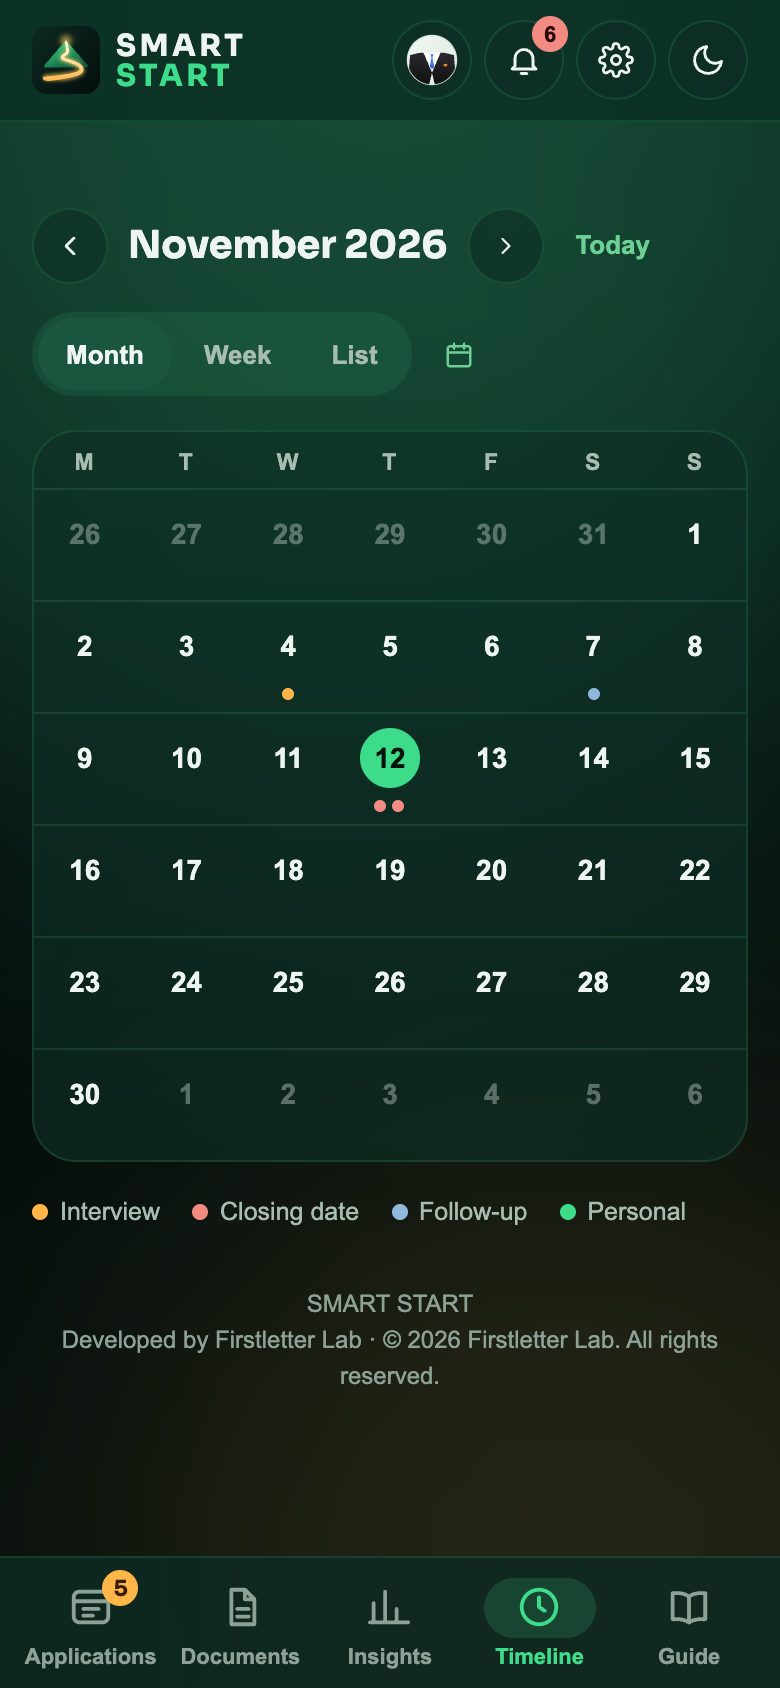 SMART
START
6
November 2026
Today
Month Week List
M T W T F S S
26 27 28 29 30 31 1
2 3 4 5 6 7 8
9 10 11 12 13 14 15
16 17 18 19 20 21 22
23 24 25 26 27 28 29
30 1 2 3 4 5 6
Interview Closing date Follow-up Personal
SMART START
Developed by Firstletter Lab · © 2026 Firstletter Lab. All rights
reserved.
5
Applications Documents Insights Timeline Guide